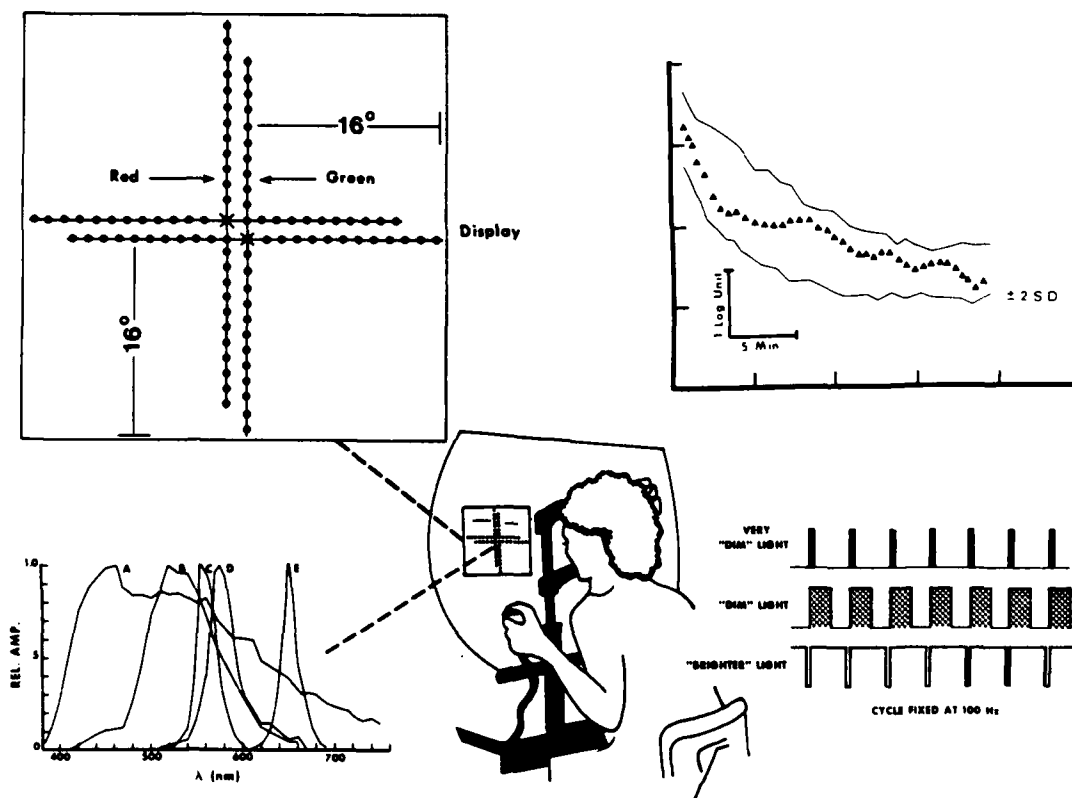 16°
Red
Green
Display
16°
1 Log Unit
5 Min
± 2 S D
VERY
"DIM" LIGHT
"DIM" LIGHT
"BRIGHTER" LIGHT
CYCLE FIXED AT 100 Hz
1.0
A
B
C
D
E
REL. AMP.
.5
0
400
500
600
700
λ (nm)